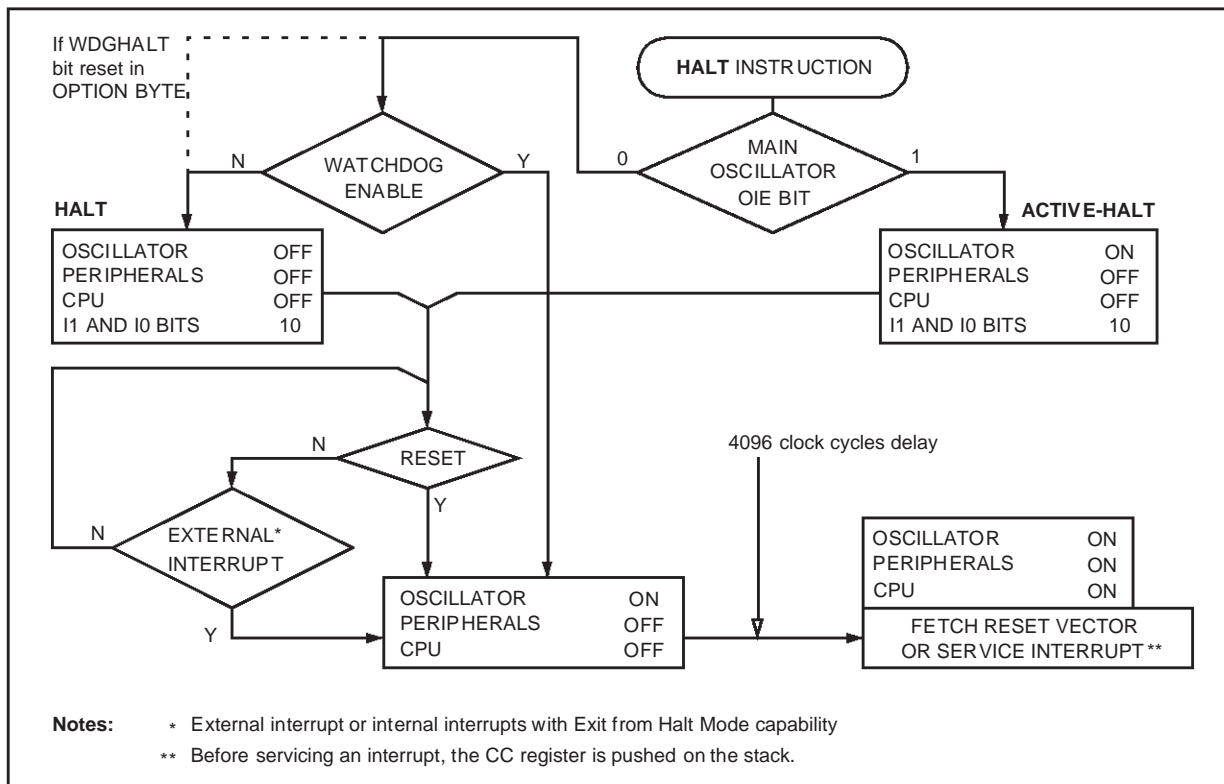 If WDGHALT
bit reset in
OPTION BYTE
HALT INSTRUCTION
MAIN
OSCILLATOR
OIE BIT
0
1
WATCHDOG
ENABLE
N
Y
HALT
OSCILLATOR OFF
PERIPHERALS OFF
CPU OFF
I1 AND I0 BITS 10
ACTIVE-HALT
OSCILLATOR ON
PERIPHERALS OFF
CPU OFF
I1 AND I0 BITS 10
N
RESET
Y
4096 clock cycles delay
N
EXTERNAL*
INTERRUPT
Y
OSCILLATOR ON
PERIPHERALS OFF
CPU OFF
OSCILLATOR ON
PERIPHERALS ON
CPU ON
FETCH RESET VECTOR
OR SERVICE INTERRUPT**
Notes: * External interrupt or internal interrupts with Exit from Halt Mode capability
** Before servicing an interrupt, the CC register is pushed on the stack.